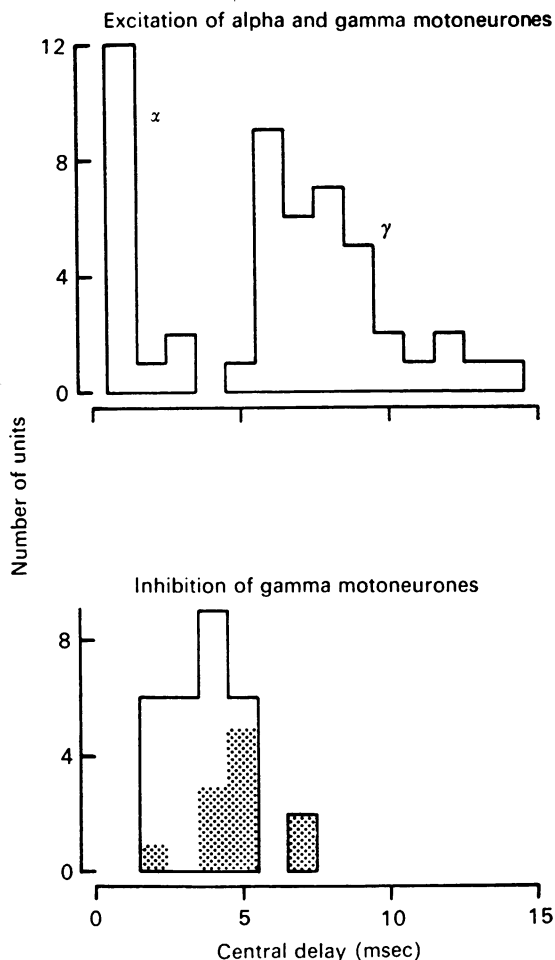 Excitation of alpha and gamma motoneurones
12
α
8
γ
4
0
Number of units
Inhibition of gamma motoneurones
8
4
0
0 5 10 15
Central delay (msec)